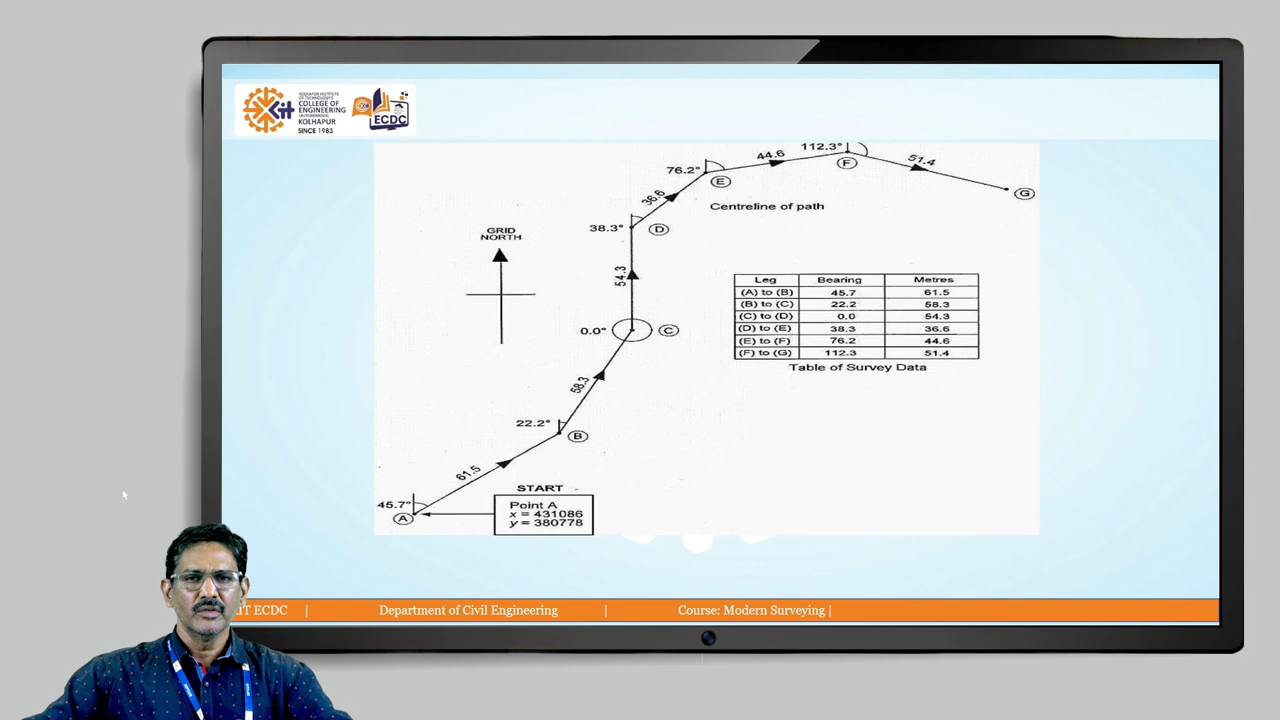 KOLHAPUR INSTITUTE
OF TECHNOLOGY'S
COLLEGE OF
ENGINEERING
(AUTONOMOUS),
KOLHAPUR
SINCE 1983
Kit
ECDC
112.3°
F
44.6
51.4
76.2°
E
G
36.6
Centreline of path
38.3°
D
GRID
NORTH
54.3
Leg Bearing Metres
(A) to (B) 45.7 61.5
(B) to (C) 22.2 58.3
(C) to (D) 0.0 54.3
(D) to (E) 38.3 36.6
(E) to (F) 76.2 44.6
(F) to (G) 112.3 51.4
Table of Survey Data
0.0°
C
58.3
22.2°
B
61.5
START
45.7°
A
Point A
x = 431086
y = 380778
ECDC | Department of Civil Engineering | Course: Modern Surveying |